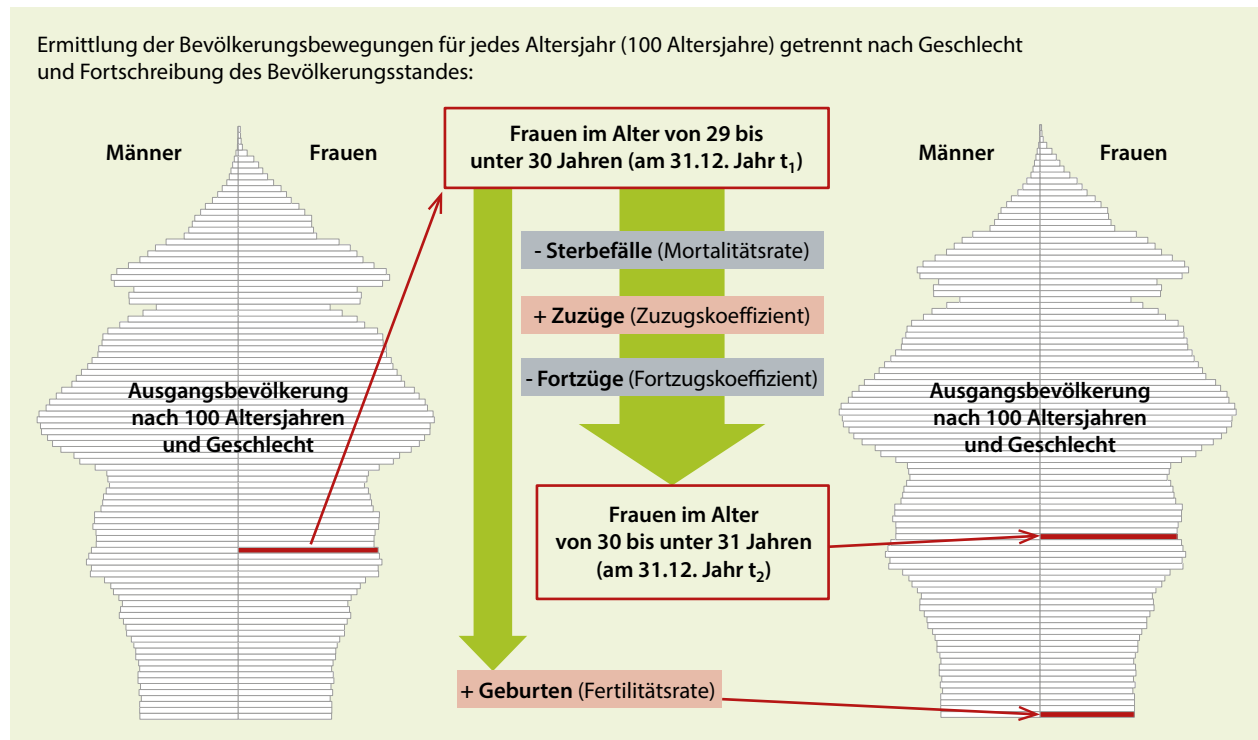 Ermittlung der Bevölkerungsbewegungen für jedes Altersjahr (100 Altersjahre) getrennt nach Geschlecht
und Fortschreibung des Bevölkerungsstandes:
Männer
Frauen
Ausgangsbevölkerung
nach 100 Altersjahren
und Geschlecht
Frauen im Alter von 29 bis
unter 30 Jahren (am 31.12. Jahr t₁)
- Sterbefälle (Mortalitätsrate)
+ Zuzüge (Zuzugskoeffizient)
- Fortzüge (Fortzugskoeffizient)
Frauen im Alter
von 30 bis unter 31 Jahren
(am 31.12. Jahr t₂)
+ Geburten (Fertilitätsrate)
Männer
Frauen
Ausgangsbevölkerung
nach 100 Altersjahren
und Geschlecht